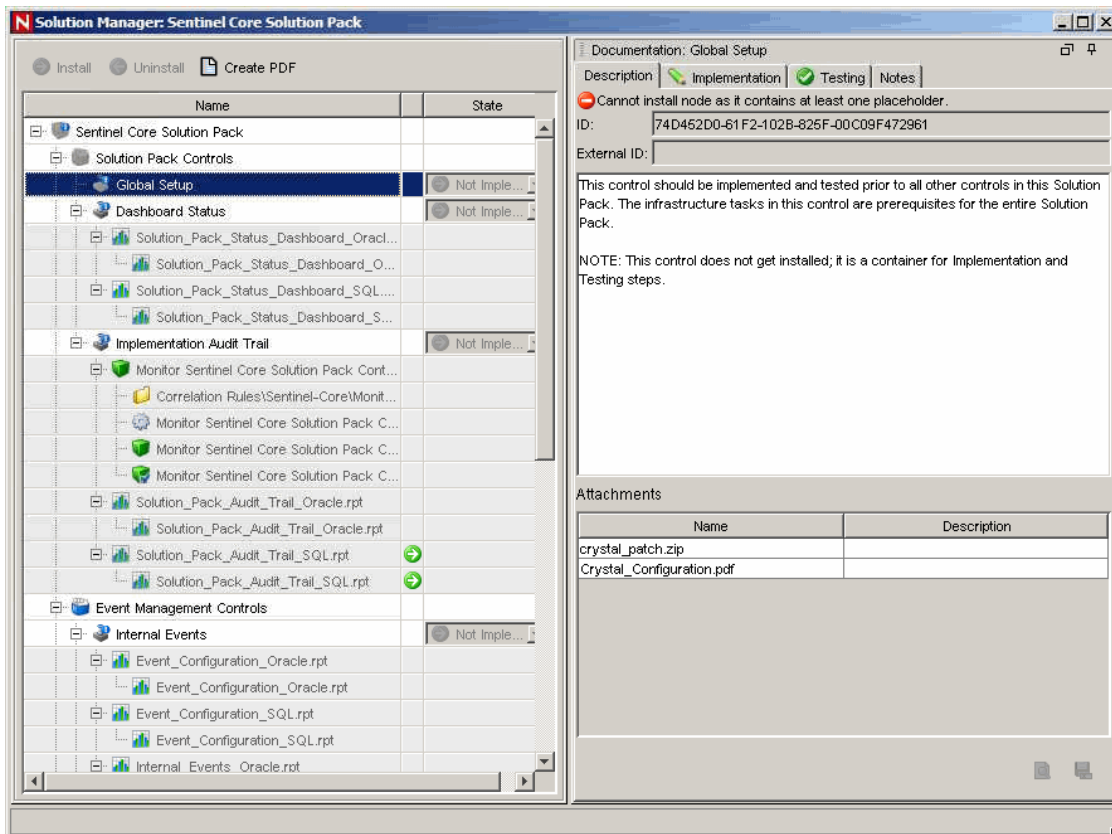 Solution Manager: Sentinel Core Solution Pack
Install Uninstall Create PDF
Name State
Sentinel Core Solution Pack
Solution Pack Controls
Global Setup Not Imple...
Dashboard Status Not Imple...
Solution_Pack_Status_Dashboard_Oracl...
Solution_Pack_Status_Dashboard_O...
Solution_Pack_Status_Dashboard_SQL....
Solution_Pack_Status_Dashboard_S...
Implementation Audit Trail Not Imple...
Monitor Sentinel Core Solution Pack Cont...
Correlation Rules\Sentinel-Core\Monit...
Monitor Sentinel Core Solution Pack C...
Monitor Sentinel Core Solution Pack C...
Monitor Sentinel Core Solution Pack C...
Solution_Pack_Audit_Trail_Oracle.rpt
Solution_Pack_Audit_Trail_Oracle.rpt
Solution_Pack_Audit_Trail_SQL.rpt
Solution_Pack_Audit_Trail_SQL.rpt
Event Management Controls
Internal Events Not Imple...
Event_Configuration_Oracle.rpt
Event_Configuration_Oracle.rpt
Event_Configuration_SQL.rpt
Event_Configuration_SQL.rpt
Internal_Events_Oracle.rpt
Documentation: Global Setup
Description Implementation Testing Notes
Cannot install node as it contains at least one placeholder.
ID: 74D452D0-61F2-102B-825F-00C09F472961
External ID:
This control should be implemented and tested prior to all other controls in this Solution
Pack. The infrastructure tasks in this control are prerequisites for the entire Solution
Pack.
NOTE: This control does not get installed; it is a container for Implementation and
Testing steps.
Attachments
Name Description
crystal_patch.zip
Crystal_Configuration.pdf